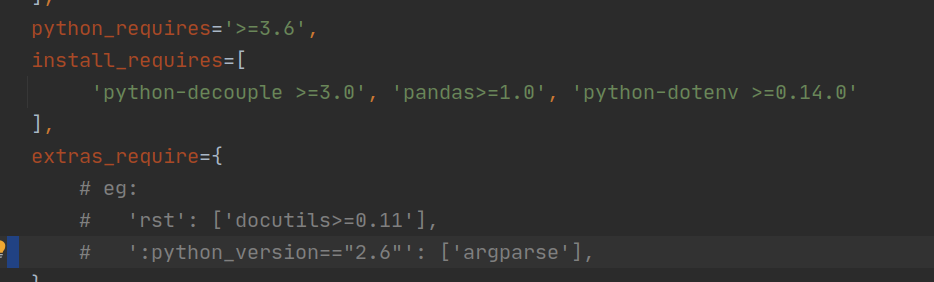 ],
python_requires='>=3.6',
install_requires=[
'python-decouple >=3.0', 'pandas>=1.0', 'python-dotenv >=0.14.0'
],
extras_require={
# eg:
#   'rst': ['docutils>=0.11'],
#   ':python_version=="2.6"': ['argparse'],
}